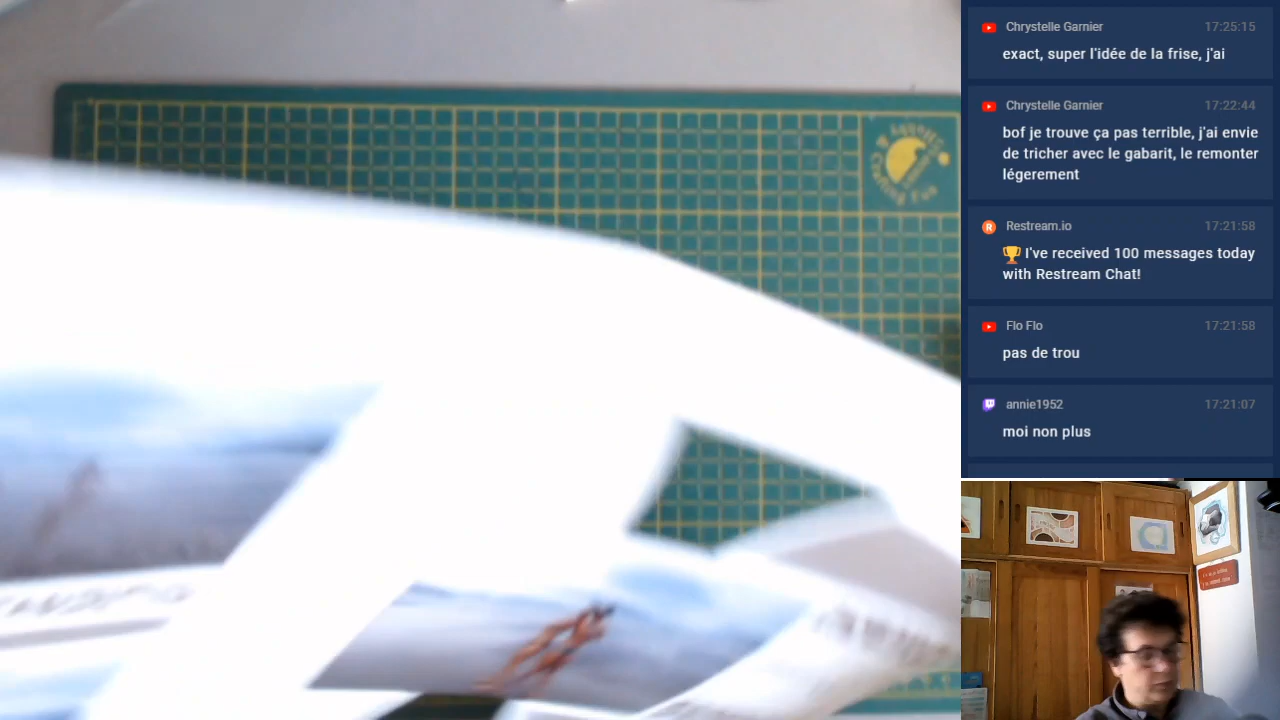 Chrystelle Garnier 17:25:15
exact, super l'idée de la frise, j'ai
Chrystelle Garnier 17:22:44
bof je trouve ça pas terrible, j'ai envie
de tricher avec le gabarit, le remonter
légerement
Restream.io 17:21:58
🏆 I've received 100 messages today
with Restream Chat!
Flo Flo 17:21:58
pas de trou
annie1952 17:21:07
moi non plus